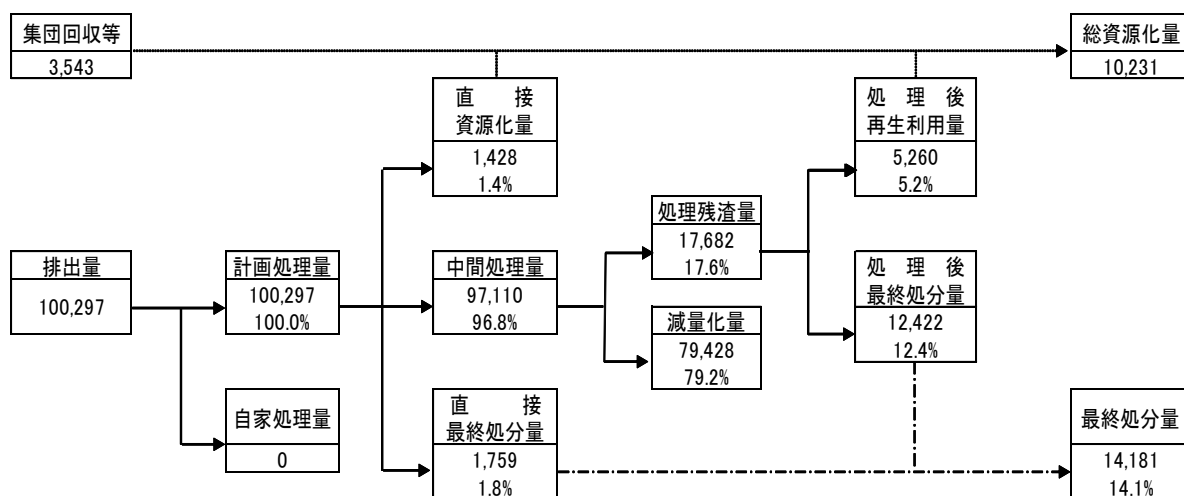 集団回収等
3,543
総資源化量
10,231
直　接
資源化量
1,428
1.4%
処　理　後
再生利用量
5,260
5.2%
処理残渣量
17,682
17.6%
排出量
100,297
計画処理量
100,297
100.0%
中間処理量
97,110
96.8%
処　理　後
最終処分量
12,422
12.4%
減量化量
79,428
79.2%
自家処理量
0
直　接
最終処分量
1,759
1.8%
最終処分量
14,181
14.1%